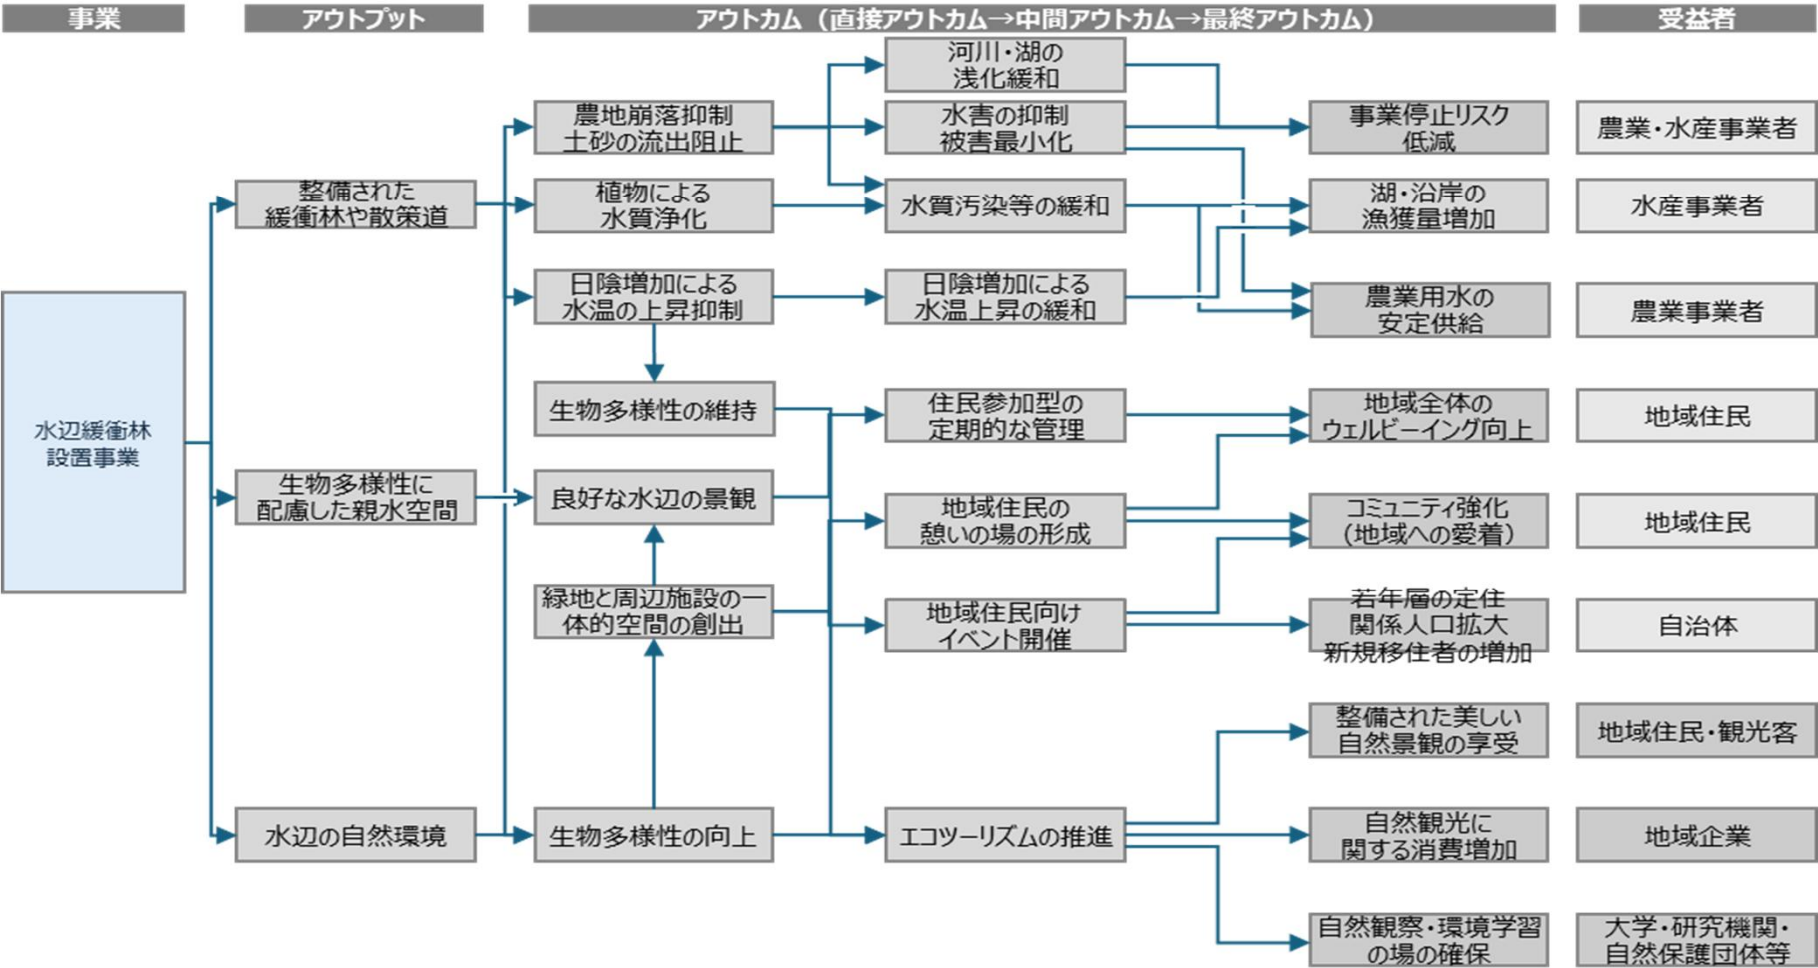 事業
アウトプット
アウトカム（直接アウトカム→中間アウトカム→最終アウトカム）
受益者
水辺緩衝林
設置事業
整備された
緩衝林や散策道
生物多様性に
配慮した親水空間
水辺の自然環境
農地崩落抑制
土砂の流出阻止
植物による
水質浄化
日陰増加による
水温の上昇抑制
生物多様性の維持
良好な水辺の景観
緑地と周辺施設の一
体的空間の創出
生物多様性の向上
河川・湖の
浅化緩和
水害の抑制
被害最小化
水質汚染等の緩和
日陰増加による
水温上昇の緩和
住民参加型の
定期的な管理
地域住民の
憩いの場の形成
地域住民向け
イベント開催
エコツーリズムの推進
事業停止リスク
低減
湖・沿岸の
漁獲量増加
農業用水の
安定供給
地域全体の
ウェルビーイング向上
コミュニティ強化
（地域への愛着）
若年層の定住
関係人口拡大
新規移住者の増加
整備された美しい
自然景観の享受
自然観光に
関する消費増加
自然観察・環境学習
の場の確保
農業・水産事業者
水産事業者
農業事業者
地域住民
地域住民
自治体
地域住民・観光客
地域企業
大学・研究機関・
自然保護団体等